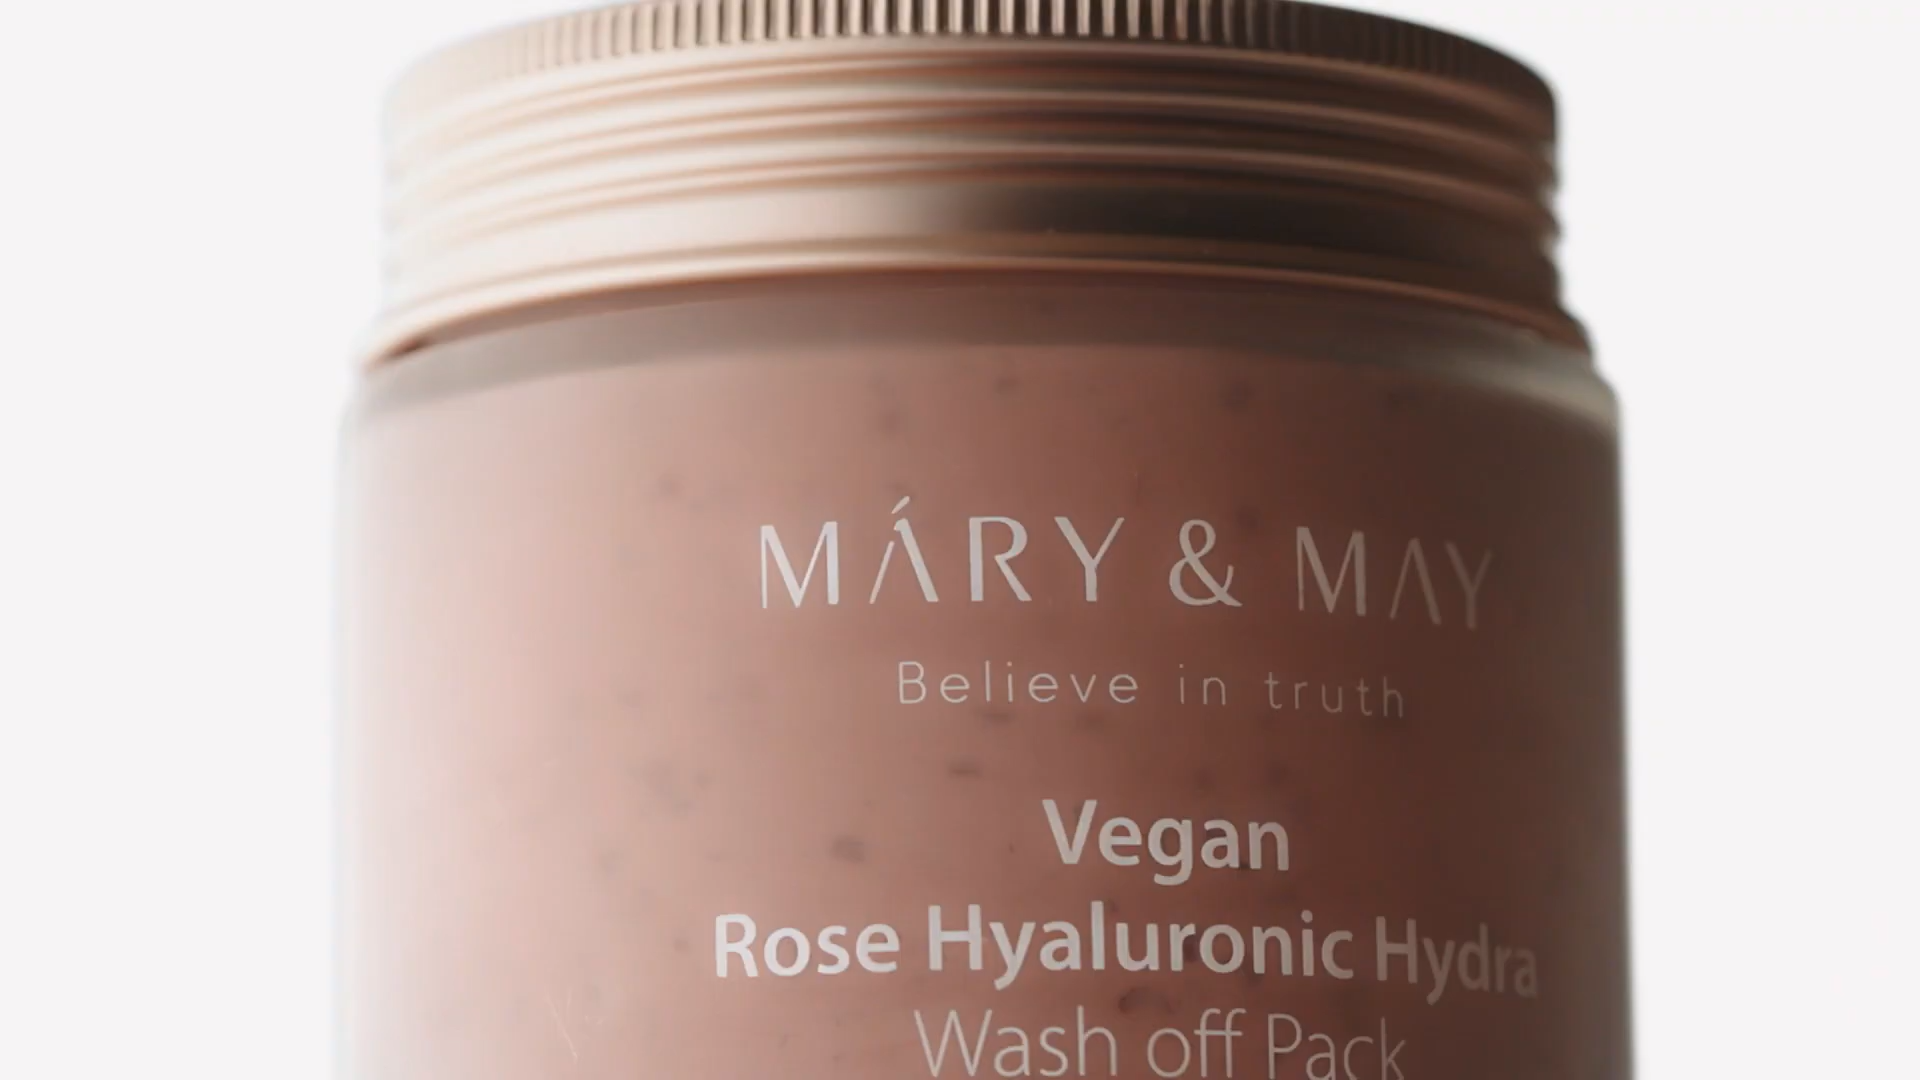 MÁRY & MAY
Believe in truth
Vegan
Rose Hyaluronic Hydra
Wash off Pack